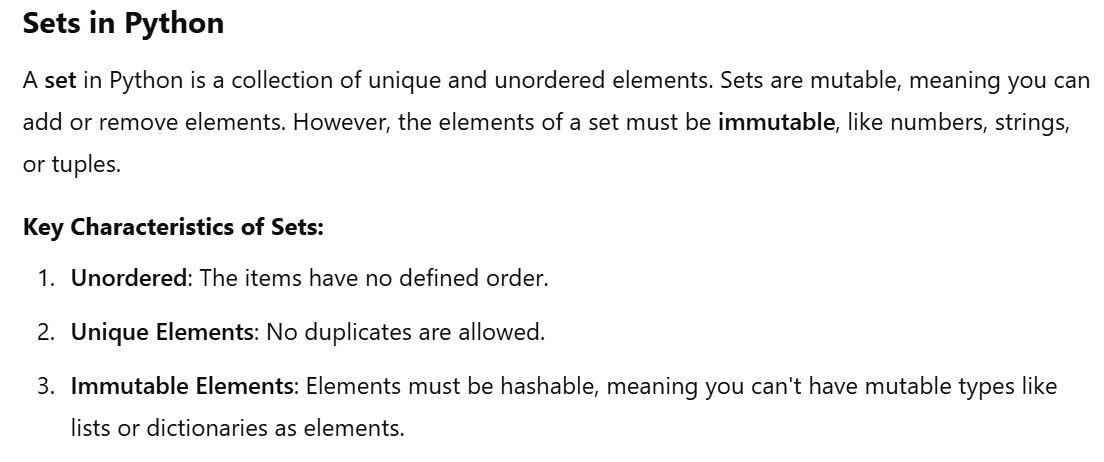 Sets in Python
A set in Python is a collection of unique and unordered elements. Sets are mutable, meaning you can
add or remove elements. However, the elements of a set must be immutable, like numbers, strings,
or tuples.
Key Characteristics of Sets:
1. Unordered: The items have no defined order.
2. Unique Elements: No duplicates are allowed.
3. Immutable Elements: Elements must be hashable, meaning you can't have mutable types like
lists or dictionaries as elements.